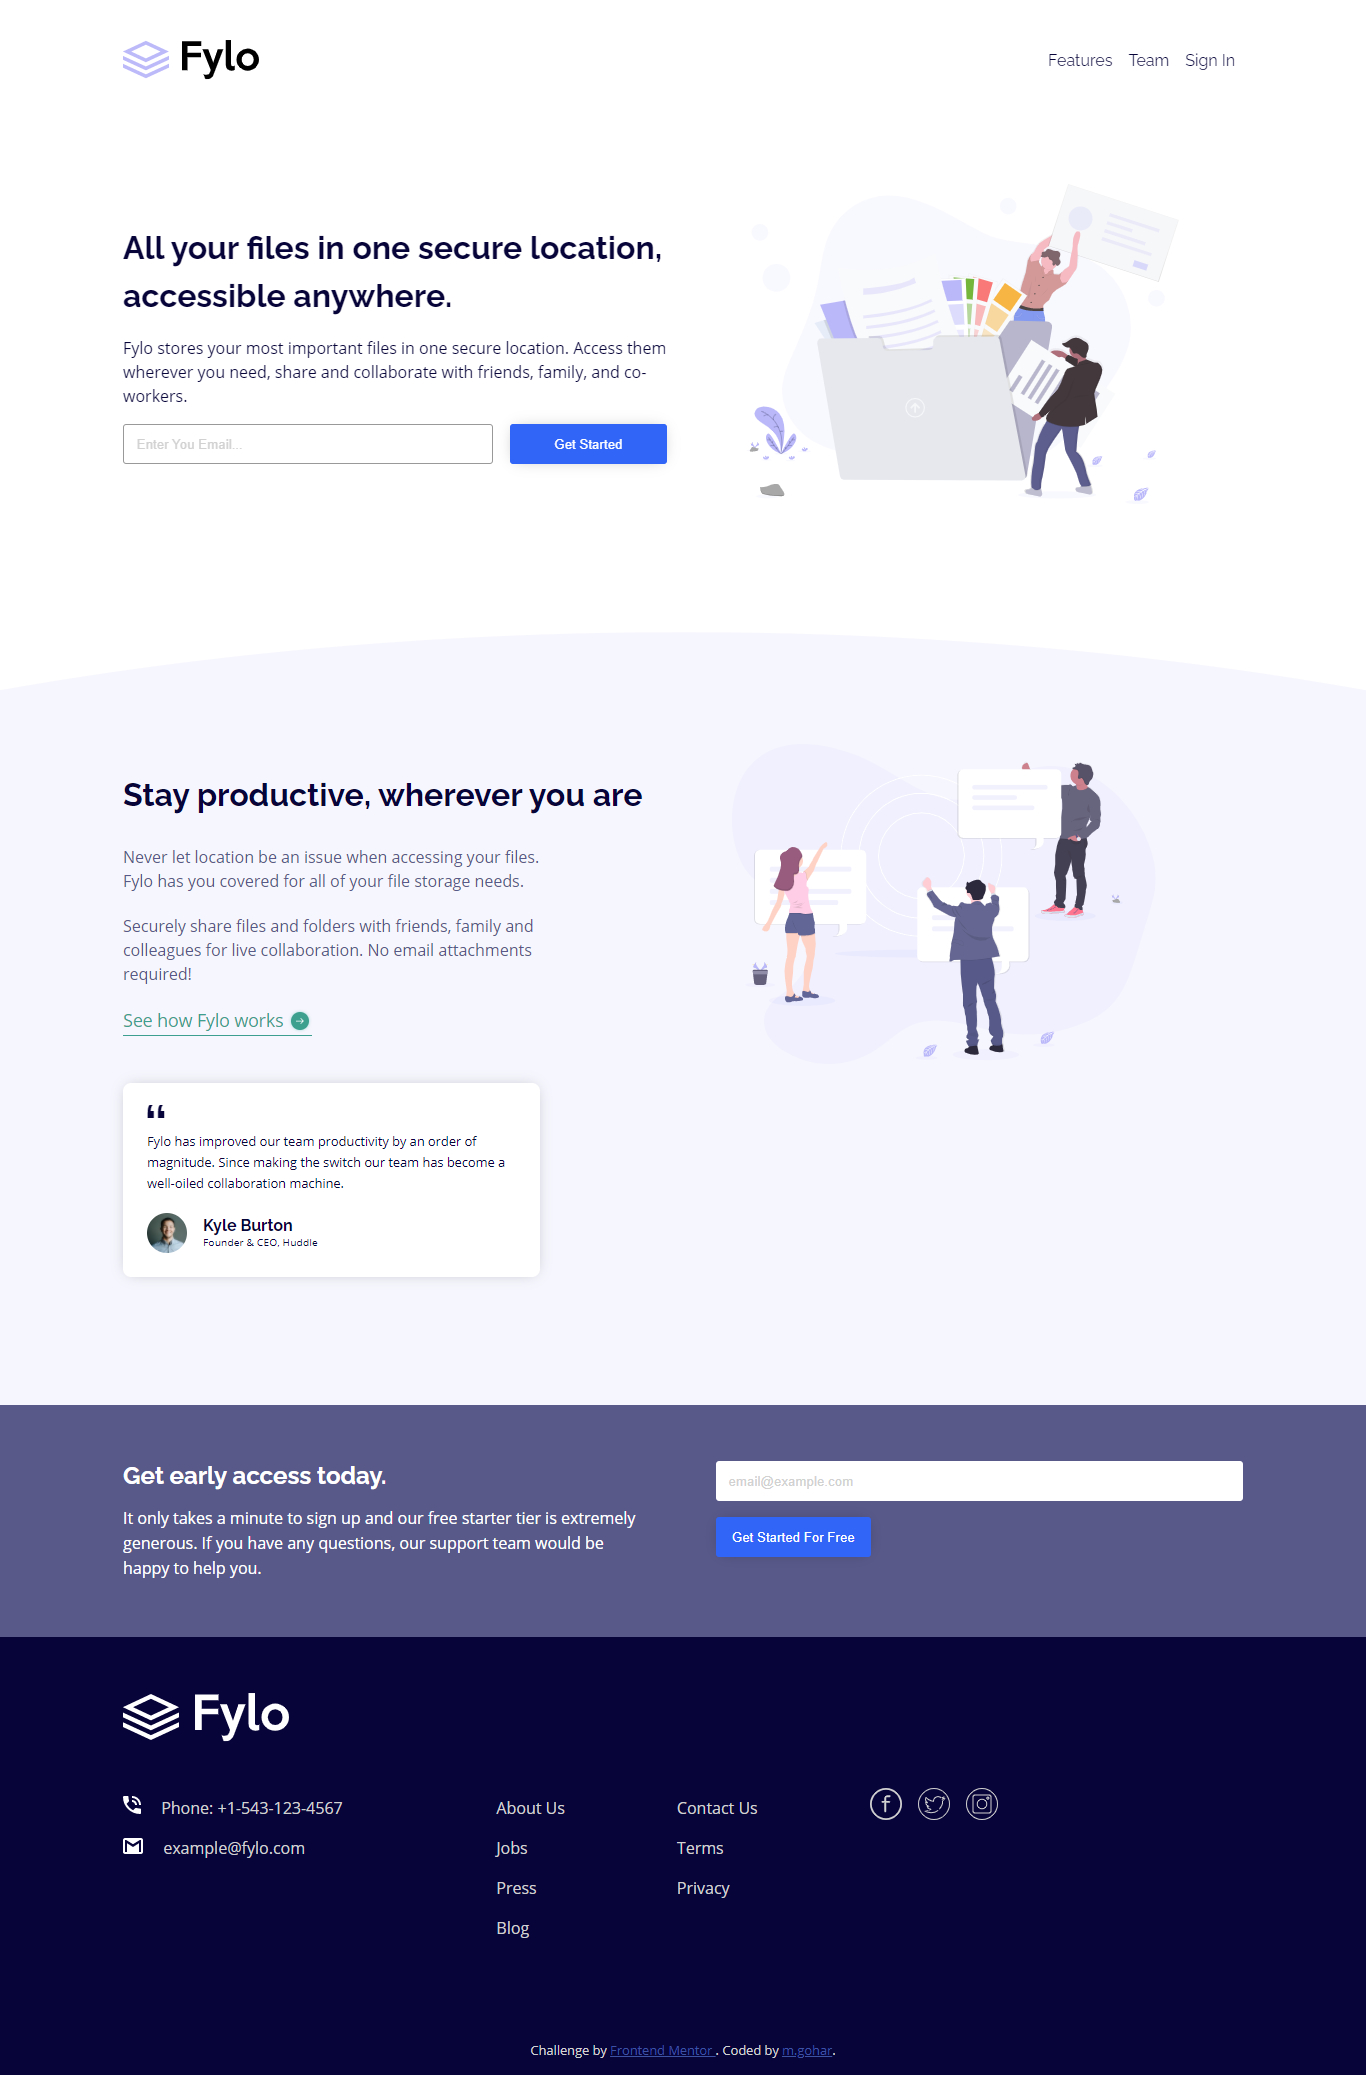 Fylo
Features Team Sign In
All your files in one secure location,
accessible anywhere.
Fylo stores your most important files in one secure location. Access them
wherever you need, share and collaborate with friends, family, and co-
workers.
Enter You Email...
Get Started
Stay productive, wherever you are
Never let location be an issue when accessing your files.
Fylo has you covered for all of your file storage needs.
Securely share files and folders with friends, family and
colleagues for live collaboration. No email attachments
required!
See how Fylo works
“
Fylo has improved our team productivity by an order of
magnitude. Since making the switch our team has become a
well-oiled collaboration machine.
Kyle Burton
Founder & CEO, Huddle
Get early access today.
It only takes a minute to sign up and our free starter tier is extremely
generous. If you have any questions, our support team would be
happy to help you.
email@example.com
Get Started For Free
Fylo
Phone: +1-543-123-4567
example@fylo.com
About Us
Jobs
Press
Blog
Contact Us
Terms
Privacy
Challenge by Frontend Mentor . Coded by m.gohar.